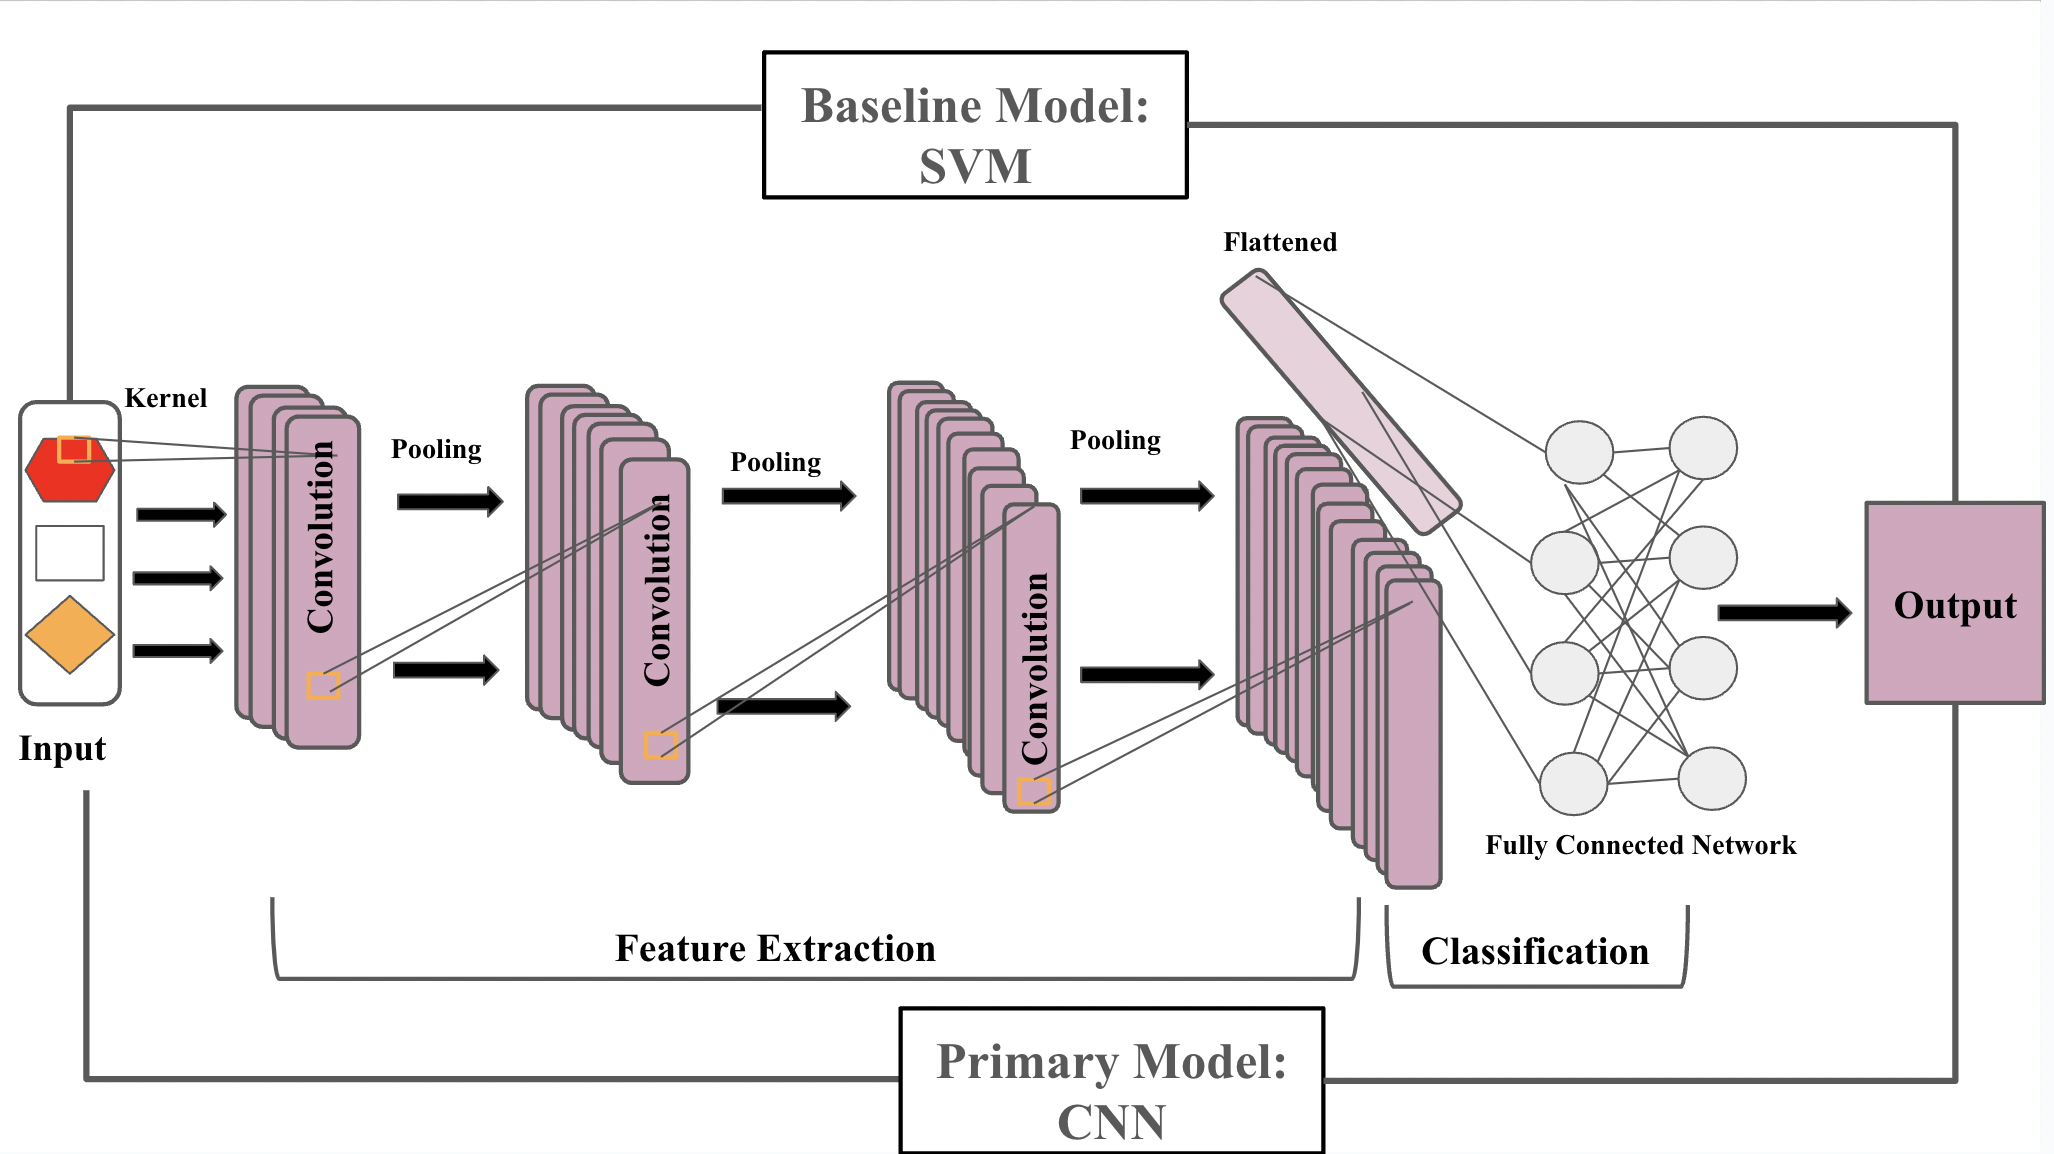 Baseline Model:
SVM
Flattened
Kernel
Pooling
Pooling
Pooling
Convolution
Convolution
Convolution
Input
Output
Fully Connected Network
Feature Extraction
Classification
Primary Model:
CNN